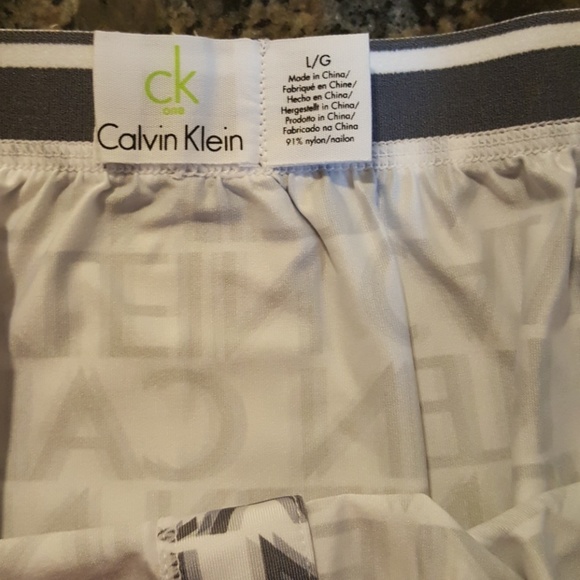 ck
one
Calvin Klein
L/G
Made in China/
Fabriqué en Chine/
Hecho en China/
Hergestellt in China/
Prodotto in China/
Fabricado na China
91% nylon/nailon